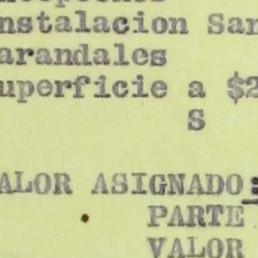 nstalacion San
arandales
uperficie a $2
S
ALOR ASIGNADO:
PARTE
VALOR